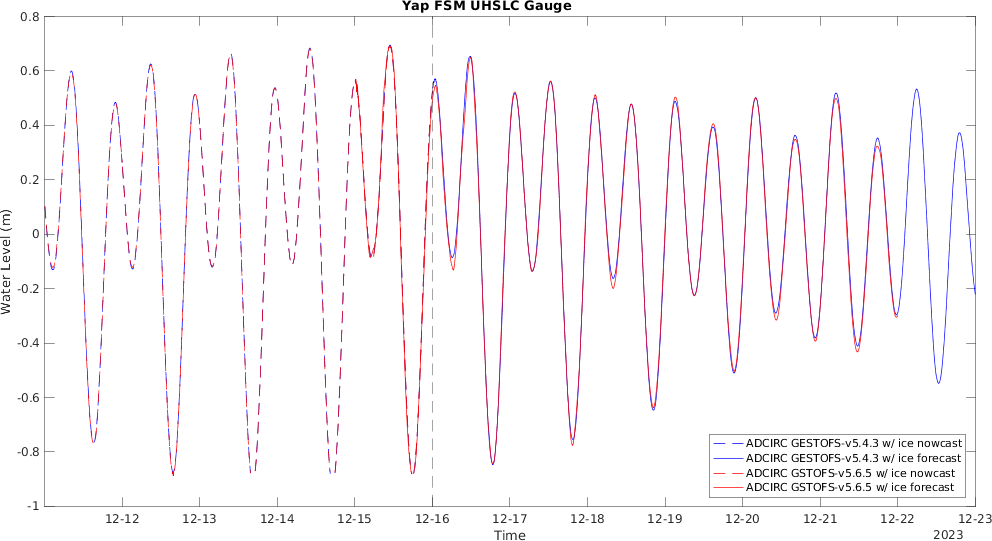 Yap FSM UHSLC Gauge
0.8
0.6
0.4
0.2
0
-0.2
-0.4
-0.6
-0.8
-1
Water Level (m)
ADCIRC GESTOFS-v5.4.3 w/ ice nowcast
ADCIRC GESTOFS-v5.4.3 w/ ice forecast
ADCIRC GSTOFS-v5.6.5 w/ ice nowcast
ADCIRC GSTOFS-v5.6.5 w/ ice forecast
12-12 12-13 12-14 12-15 12-16 12-17 12-18 12-19 12-20 12-21 12-22 12-23
Time
2023